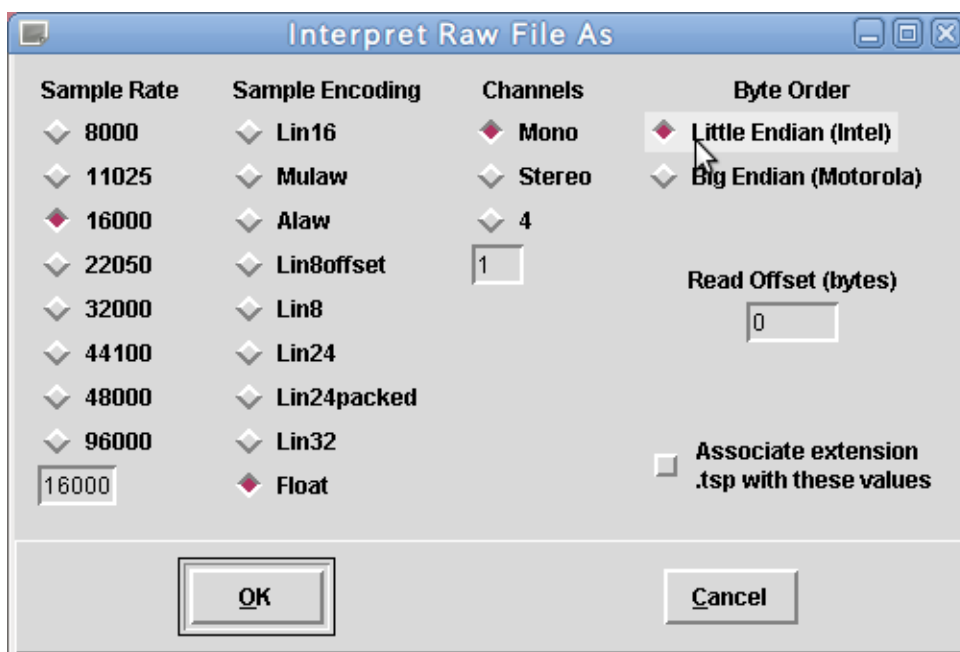 Interpret Raw File As
Sample Rate
8000
11025
16000
22050
32000
44100
48000
96000
16000
Sample Encoding
Lin16
Mulaw
Alaw
Lin8offset
Lin8
Lin24
Lin24packed
Lin32
Float
Channels
Mono
Stereo
4
1
Byte Order
Little Endian (Intel)
Big Endian (Motorola)
Read Offset (bytes)
0
Associate extension
.tsp with these values
OK
Cancel